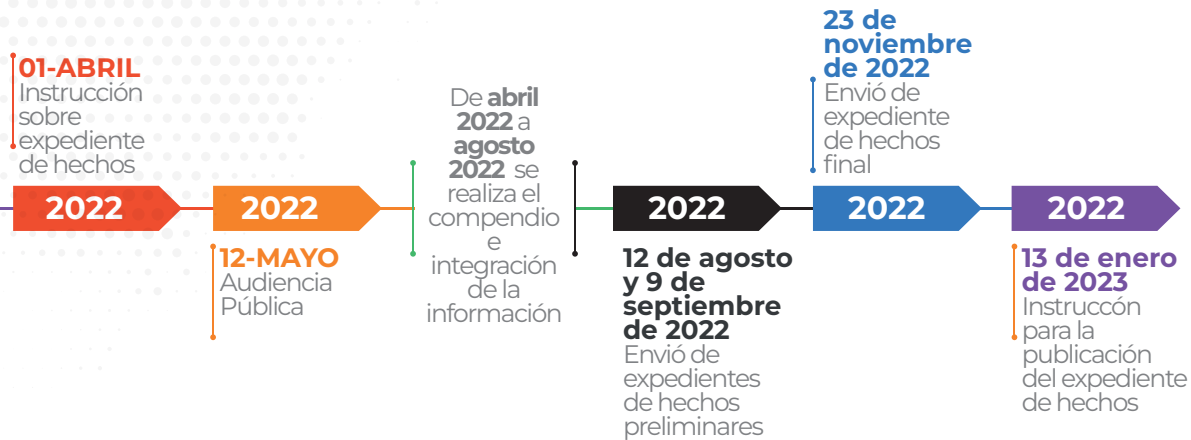 01-ABRIL
Instrucción
sobre
expediente
de hechos
2022
2022
12-MAYO
Audiencia
Pública
De abril
2022 a
agosto
2022 se
realiza el
compendio
e
integración
de la
información
2022
12 de agosto
y 9 de
septiembre
de 2022
Envió de
expedientes
de hechos
preliminares
23 de
noviembre
de 2022
Envió de
expediente
de hechos
final
2022
2022
13 de enero
de 2023
Instruccón
para la
publicación
del expediente
de hechos